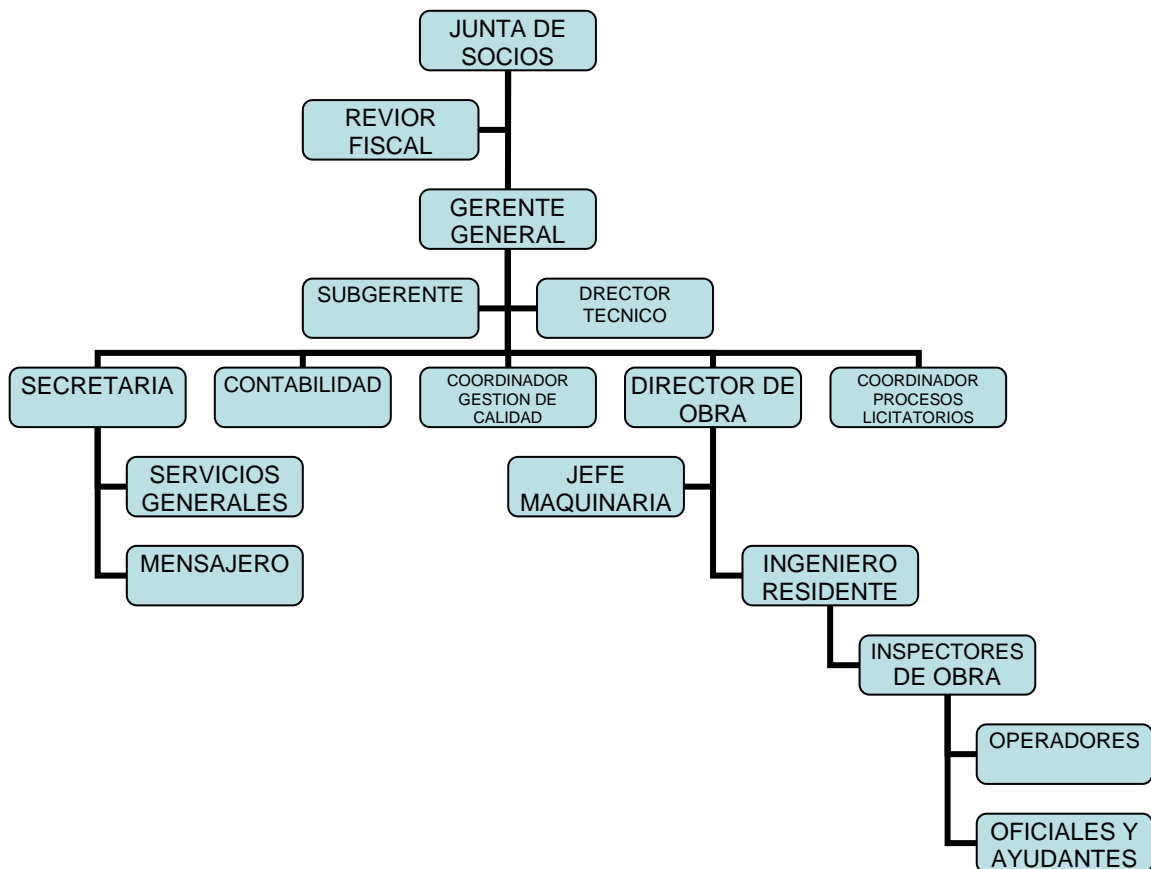 JUNTA DE
SOCIOS
REVIOR
FISCAL
GERENTE
GENERAL
SUBGERENTE
DRECTOR
TECNICO
SECRETARIA
CONTABILIDAD
COORDINADOR
GESTION DE
CALIDAD
DIRECTOR DE
OBRA
COORDINADOR
PROCESOS
LICITATORIOS
SERVICIOS
GENERALES
JEFE
MAQUINARIA
MENSAJERO
INGENIERO
RESIDENTE
INSPECTORES
DE OBRA
OPERADORES
OFICIALES Y
AYUDANTES